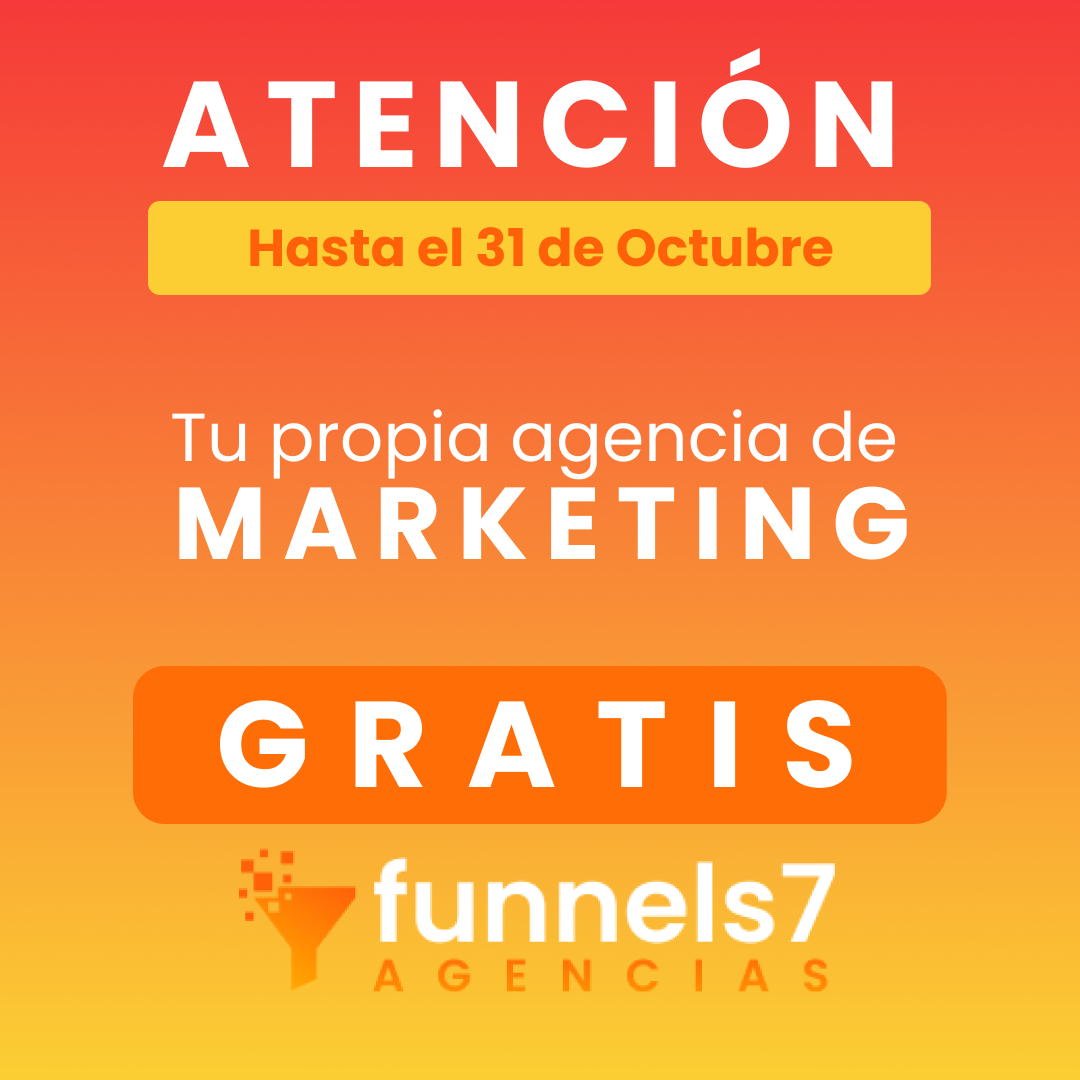 ATENCIÓN
Hasta el 31 de Octubre
Tu propia agencia de
MARKETING
GRATIS
funnels7
AGENCIAS